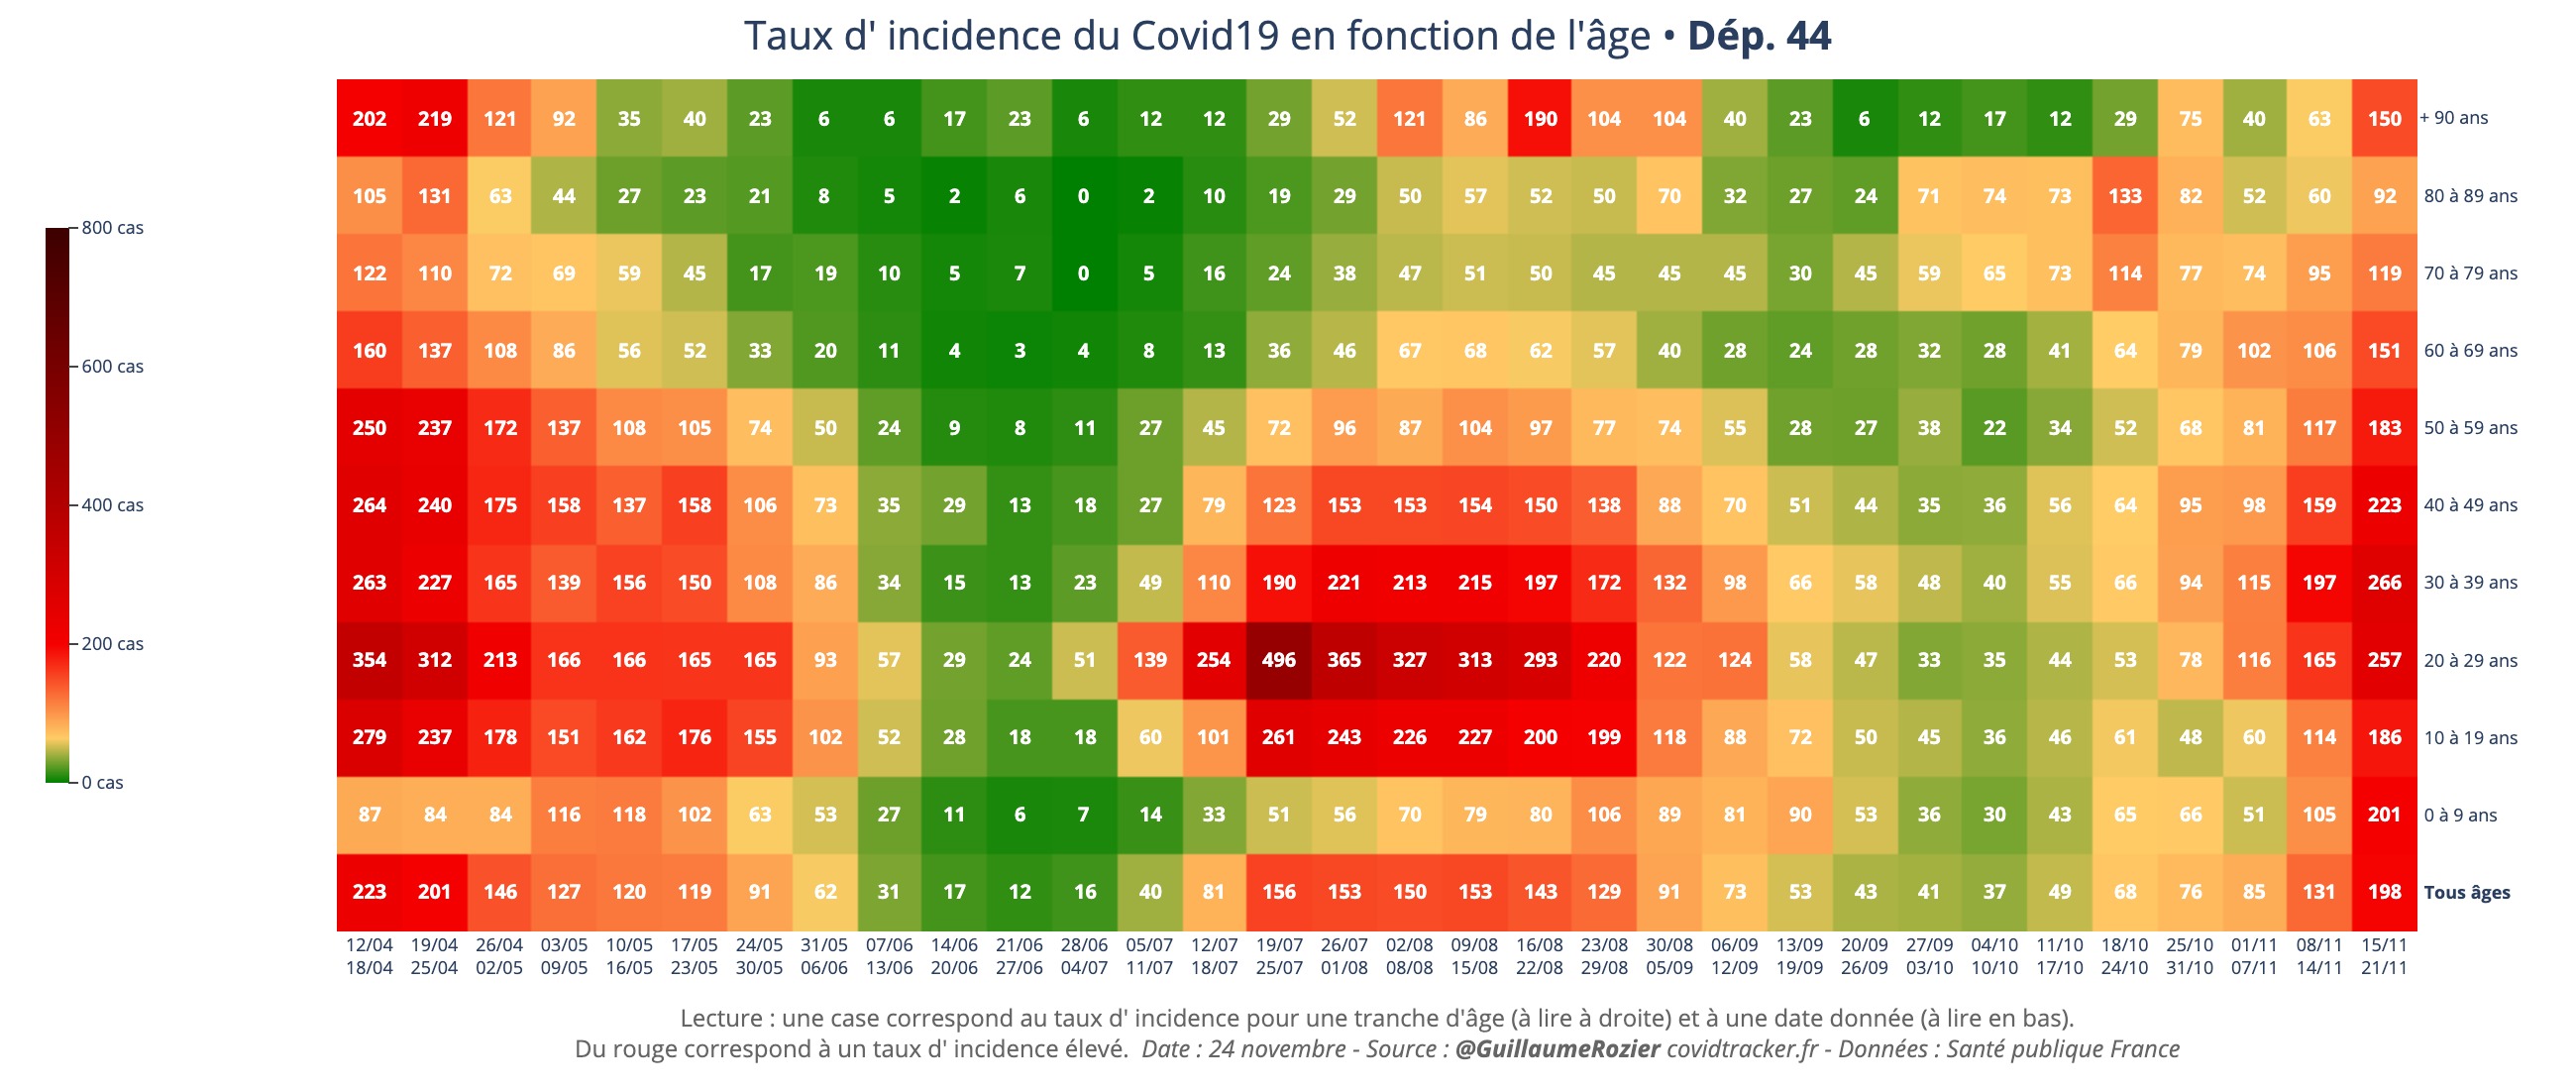 Taux d' incidence du Covid19 en fonction de l'âge • Dép. 44
800 cas
600 cas
400 cas
200 cas
0 cas
202 219 121 92 35 40 23 6 6 17 23 6 12 12 29 52 121 86 190 104 104 40 23 6 12 17 12 29 75 40 63 150 + 90 ans
105 131 63 44 27 23 21 8 5 2 6 0 2 10 19 29 50 57 52 50 70 32 27 24 71 74 73 133 82 52 60 92 80 à 89 ans
122 110 72 69 59 45 17 19 10 5 7 0 5 16 24 38 47 51 50 45 45 45 30 45 59 65 73 114 77 74 95 119 70 à 79 ans
160 137 108 86 56 52 33 20 11 4 3 4 8 13 36 46 67 68 62 57 40 28 24 28 32 28 41 64 79 102 106 151 60 à 69 ans
250 237 172 137 108 105 74 50 24 9 8 11 27 45 72 96 87 104 97 77 74 55 28 27 38 22 34 52 68 81 117 183 50 à 59 ans
264 240 175 158 137 158 106 73 35 29 13 18 27 79 123 153 153 154 150 138 88 70 51 44 35 36 56 64 95 98 159 223 40 à 49 ans
263 227 165 139 156 150 108 86 34 15 13 23 49 110 190 221 213 215 197 172 132 98 66 58 48 40 55 66 94 115 197 266 30 à 39 ans
354 312 213 166 166 165 165 93 57 29 24 51 139 254 496 365 327 313 293 220 122 124 58 47 33 35 44 53 78 116 165 257 20 à 29 ans
279 237 178 151 162 176 155 102 52 28 18 18 60 101 261 243 226 227 200 199 118 88 72 50 45 36 46 61 48 60 114 186 10 à 19 ans
87 84 84 116 118 102 63 53 27 11 6 7 14 33 51 56 70 79 80 106 89 81 90 53 36 30 43 65 66 51 105 201 0 à 9 ans
223 201 146 127 120 119 91 62 31 17 12 16 40 81 156 153 150 153 143 129 91 73 53 43 41 37 49 68 76 85 131 198 Tous âges
12/04 19/04 26/04 03/05 10/05 17/05 24/05 31/05 07/06 14/06 21/06 28/06 05/07 12/07 19/07 26/07 02/08 09/08 16/08 23/08 30/08 06/09 13/09 20/09 27/09 04/10 11/10 18/10 25/10 01/11 08/11 15/11
18/04 25/04 02/05 09/05 16/05 23/05 30/05 06/06 13/06 20/06 27/06 04/07 11/07 18/07 25/07 01/08 08/08 15/08 22/08 29/08 05/09 12/09 19/09 26/09 03/10 10/10 17/10 24/10 31/10 07/11 14/11 21/11
Lecture : une case correspond au taux d' incidence pour une tranche d'âge (à lire à droite) et à une date donnée (à lire en bas).
Du rouge correspond à un taux d' incidence élevé. Date : 24 novembre - Source : @GuillaumeRozier covidtracker.fr - Données : Santé publique France